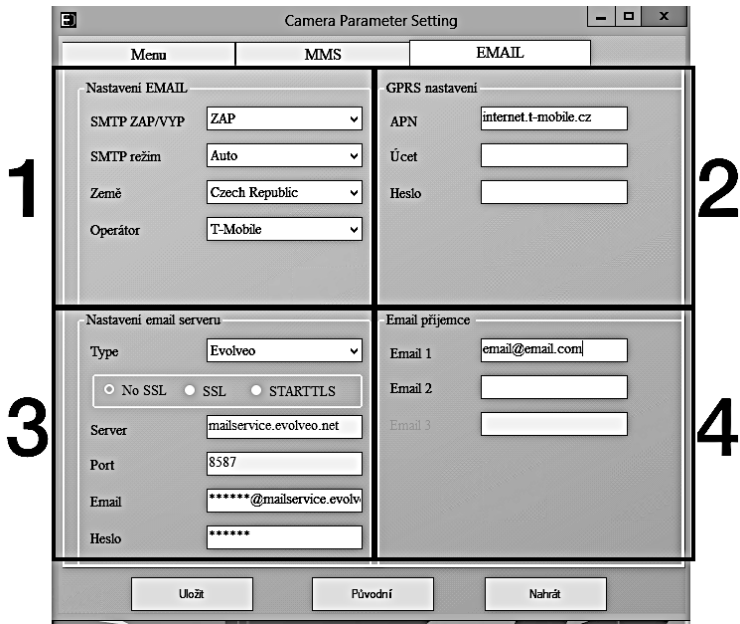 Camera Parameter Setting
Menu
MMS
EMAIL
1
Nastavení EMAIL
SMTP ZAP/VYP
ZAP
SMTP režim
Auto
Země
Czech Republic
Operátor
T-Mobile
2
GPRS nastavení
APN
internet.t-mobile.cz
Účet
Heslo
3
Nastavení email serveru
Type
Evolveo
No SSL
SSL
STARTTLS
Server
mailservice.evolveo.net
Port
8587
Email
******@mailservice.evolv
Heslo
******
4
Email příjemce
Email 1
email@email.com
Email 2
Email 3
Uložit
Původní
Nahrát